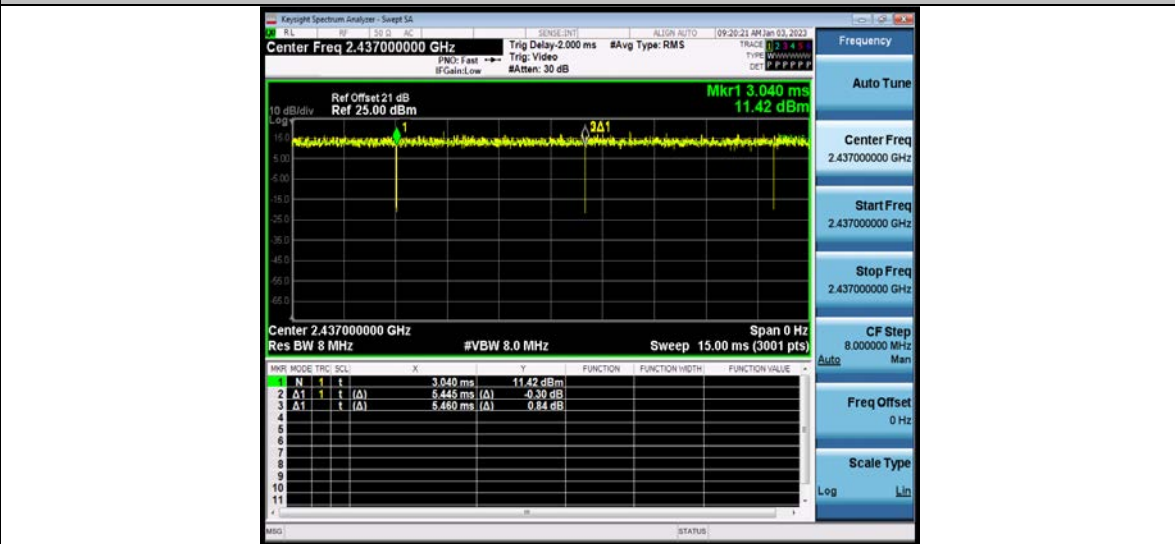 Keysight Spectrum Analyzer - Swept SA
RL RF 50 Ω AC SENSE:INT ALIGN AUTO 09:20:21 AM Jan 03, 2023
Center Freq 2.437000000 GHz
Trig Delay-2.000 ms #Avg Type: RMS
TRACE 1 2 3 4 5 6
PNO: Fast Trig: Video
TYPE WWWWWW
IFGain:Low #Atten: 30 dB
DET P P P P P P
Frequency
Auto Tune
Mkr1 3.040 ms
11.42 dBm
Ref Offset 21 dB
10 dB/div Ref 25.00 dBm
Log
1
3Δ1
15.0
5.00
-5.00
-15.0
-25.0
-35.0
-45.0
-55.0
-65.0
Center Freq
2.437000000 GHz
Start Freq
2.437000000 GHz
Stop Freq
2.437000000 GHz
Center 2.437000000 GHz Span 0 Hz
Res BW 8 MHz #VBW 8.0 MHz Sweep 15.00 ms (3001 pts)
CF Step
8.000000 MHz
Auto Man
MKR MODE TRC SCL X Y FUNCTION FUNCTION WIDTH FUNCTION VALUE
1 N 1 t 3.040 ms 11.42 dBm
2 Δ1 1 t (Δ) 5.445 ms (Δ) -0.30 dB
3 Δ1 t (Δ) 5.460 ms (Δ) 0.84 dB
4
5
6
7
8
9
10
11
Freq Offset
0 Hz
Scale Type
Log Lin
MSG STATUS